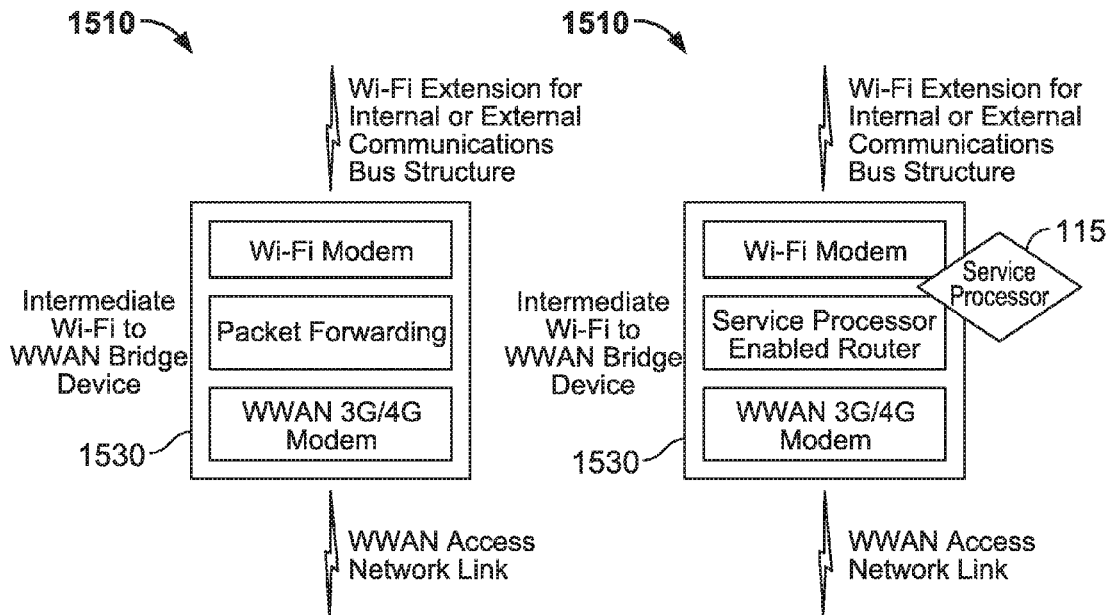 1510
Wi-Fi Extension for
Internal or External
Communications
Bus Structure
Wi-Fi Modem
Intermediate
Wi-Fi to
WWAN Bridge
Device
Packet Forwarding
WWAN 3G/4G
Modem
1530
WWAN Access
Network Link
1510
Wi-Fi Extension for
Internal or External
Communications
Bus Structure
115
Wi-Fi Modem
Service
Processor
Intermediate
Wi-Fi to
WWAN Bridge
Device
Service Processor
Enabled Router
WWAN 3G/4G
Modem
1530
WWAN Access
Network Link